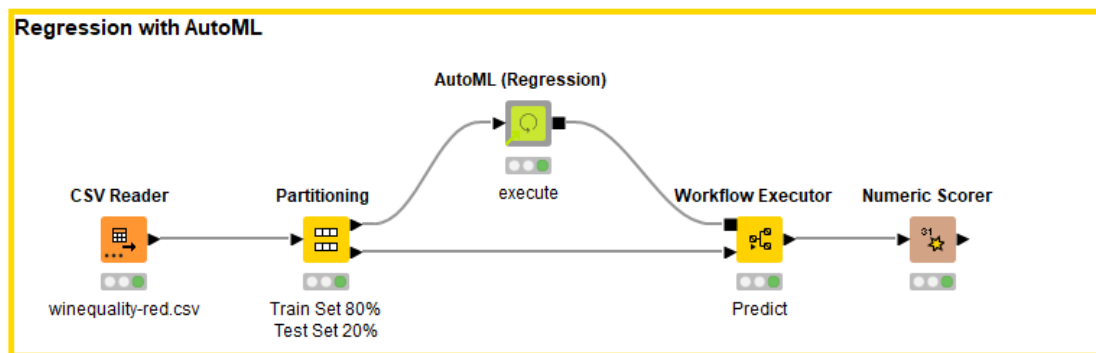 Regression with AutoML
AutoML (Regression)
execute
CSV Reader
Partitioning
Workflow Executor
Numeric Scorer
winequality-red.csv
Train Set 80%
Test Set 20%
Predict